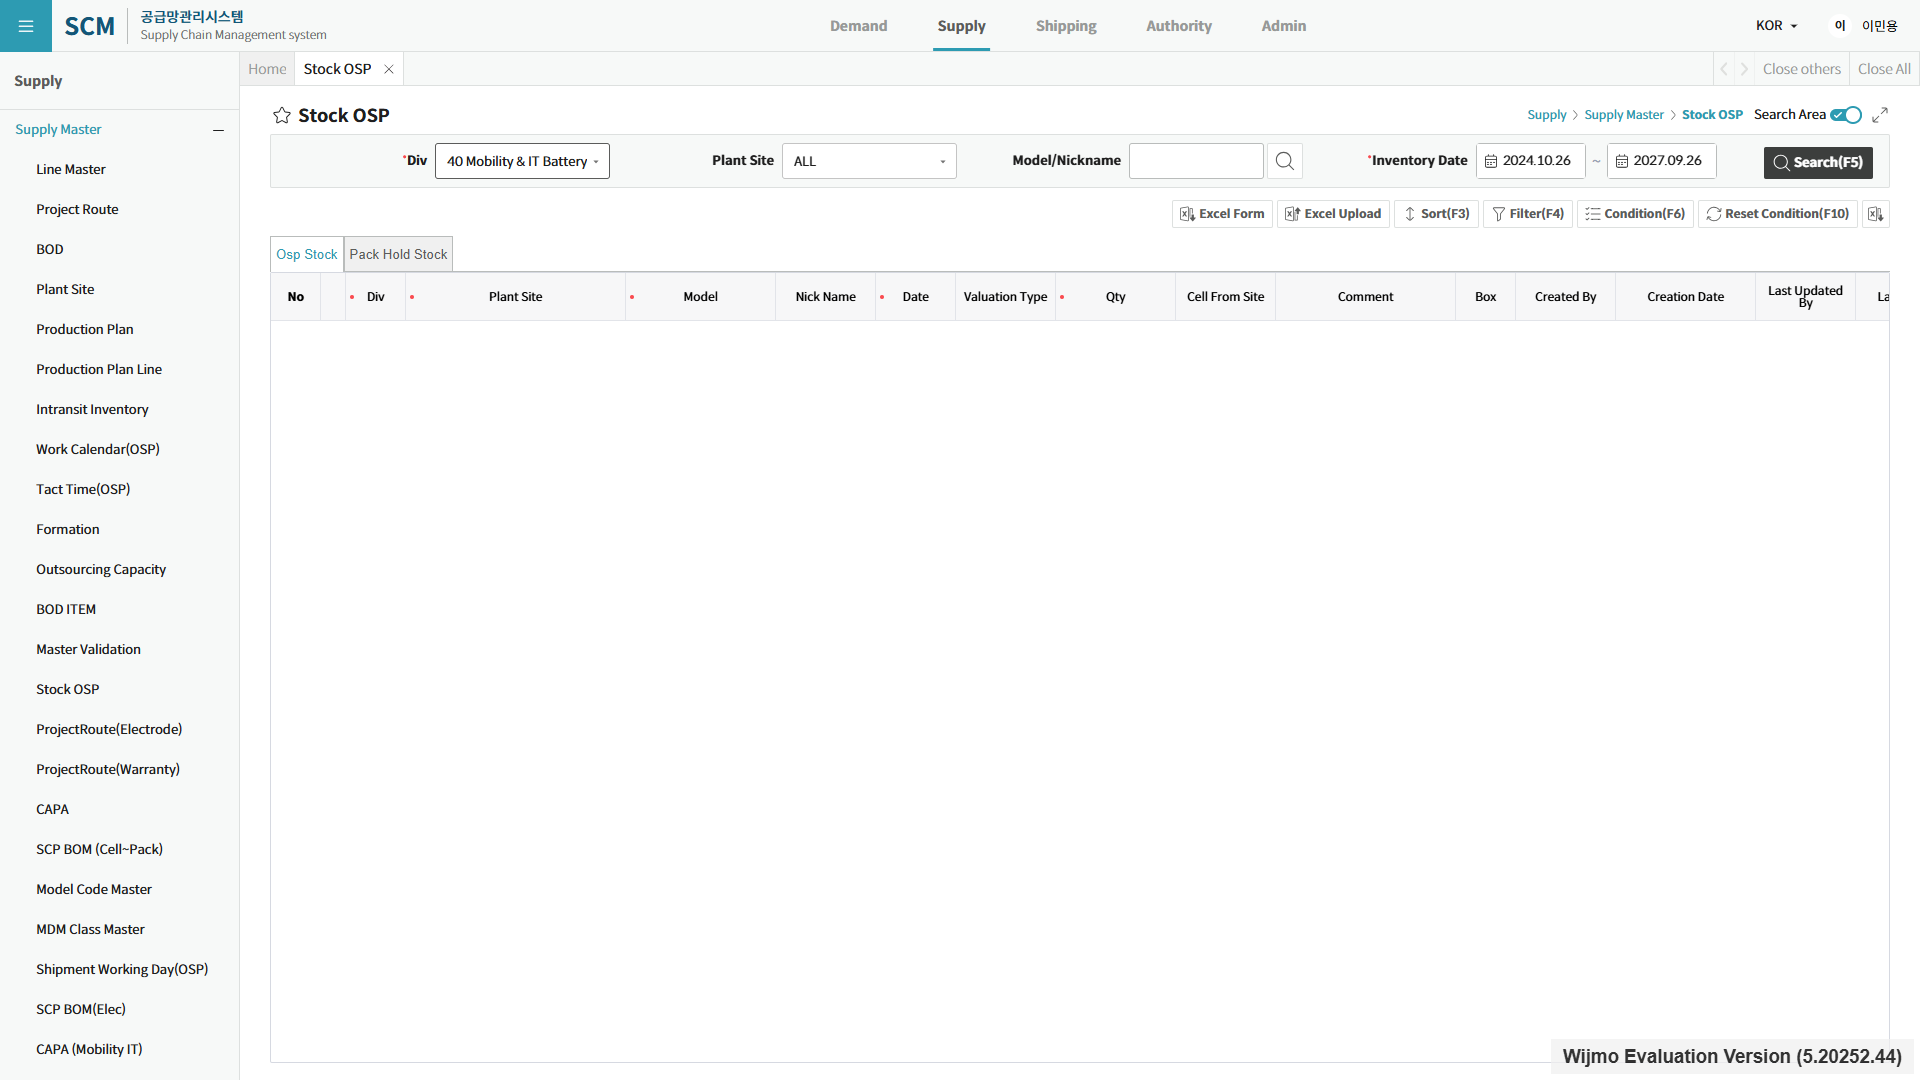 SCM
공급망관리시스템
Supply Chain Management system
Demand
Supply
Shipping
Authority
Admin
KOR
이
이민용
Supply
Home
Stock OSP
Close others
Close All
Supply Master
Line Master
Project Route
BOD
Plant Site
Production Plan
Production Plan Line
Intransit Inventory
Work Calendar(OSP)
Tact Time(OSP)
Formation
Outsourcing Capacity
BOD ITEM
Master Validation
Stock OSP
ProjectRoute(Electrode)
ProjectRoute(Warranty)
CAPA
SCP BOM (Cell~Pack)
Model Code Master
MDM Class Master
Shipment Working Day(OSP)
SCP BOM(Elec)
CAPA (Mobility IT)
Stock OSP
Supply > Supply Master > Stock OSP
Search Area
*Div
40 Mobility & IT Battery
Plant Site
ALL
Model/Nickname
*Inventory Date
2024.10.26 ~ 2027.09.26
Search(F5)
Excel Form
Excel Upload
Sort(F3)
Filter(F4)
Condition(F6)
Reset Condition(F10)
Osp Stock
Pack Hold Stock
No
Div
Plant Site
Model
Nick Name
Date
Valuation Type
Qty
Cell From Site
Comment
Box
Created By
Creation Date
Last Updated
By
La
Wijmo Evaluation Version (5.20252.44)